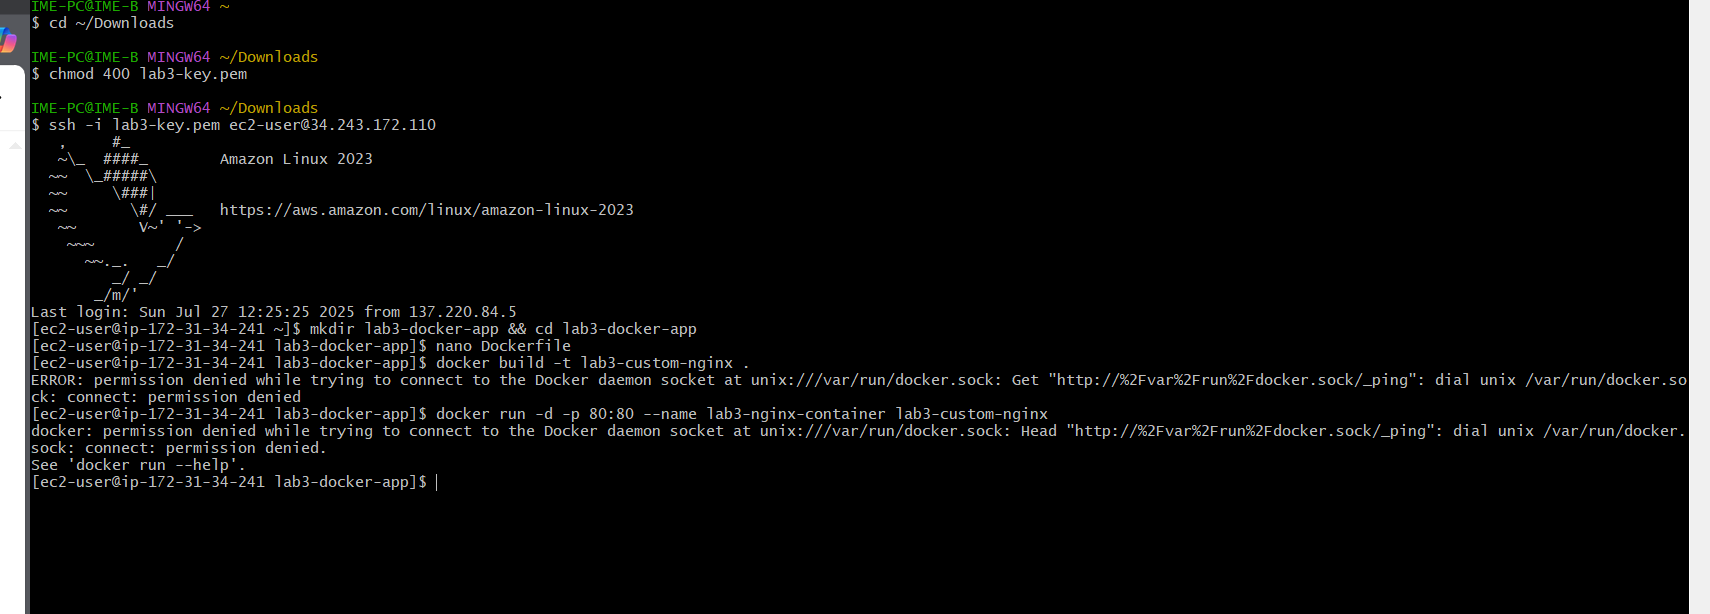 IME-PC@IME-B MINGW64 ~
$ cd ~/Downloads
IME-PC@IME-B MINGW64 ~/Downloads
$ chmod 400 lab3-key.pem
IME-PC@IME-B MINGW64 ~/Downloads
$ ssh -i lab3-key.pem ec2-user@34.243.172.110
   ,     #_
   ~\_  ####_        Amazon Linux 2023
  ~~  \_#####\
  ~~     \###|
  ~~       \#/ ___   https://aws.amazon.com/linux/amazon-linux-2023
   ~~       V~' '->
    ~~~         /
      ~~._.   _/
         _/ _/
       _/m/'
Last login: Sun Jul 27 12:25:25 2025 from 137.220.84.5
[ec2-user@ip-172-31-34-241 ~]$ mkdir lab3-docker-app && cd lab3-docker-app
[ec2-user@ip-172-31-34-241 lab3-docker-app]$ nano Dockerfile
[ec2-user@ip-172-31-34-241 lab3-docker-app]$ docker build -t lab3-custom-nginx .
ERROR: permission denied while trying to connect to the Docker daemon socket at unix:///var/run/docker.sock: Get "http://%2Fvar%2Frun%2Fdocker.sock/_ping": dial unix /var/run/docker.so
ck: connect: permission denied
[ec2-user@ip-172-31-34-241 lab3-docker-app]$ docker run -d -p 80:80 --name lab3-nginx-container lab3-custom-nginx
docker: permission denied while trying to connect to the Docker daemon socket at unix:///var/run/docker.sock: Head "http://%2Fvar%2Frun%2Fdocker.sock/_ping": dial unix /var/run/docker.
sock: connect: permission denied.
See 'docker run --help'.
[ec2-user@ip-172-31-34-241 lab3-docker-app]$